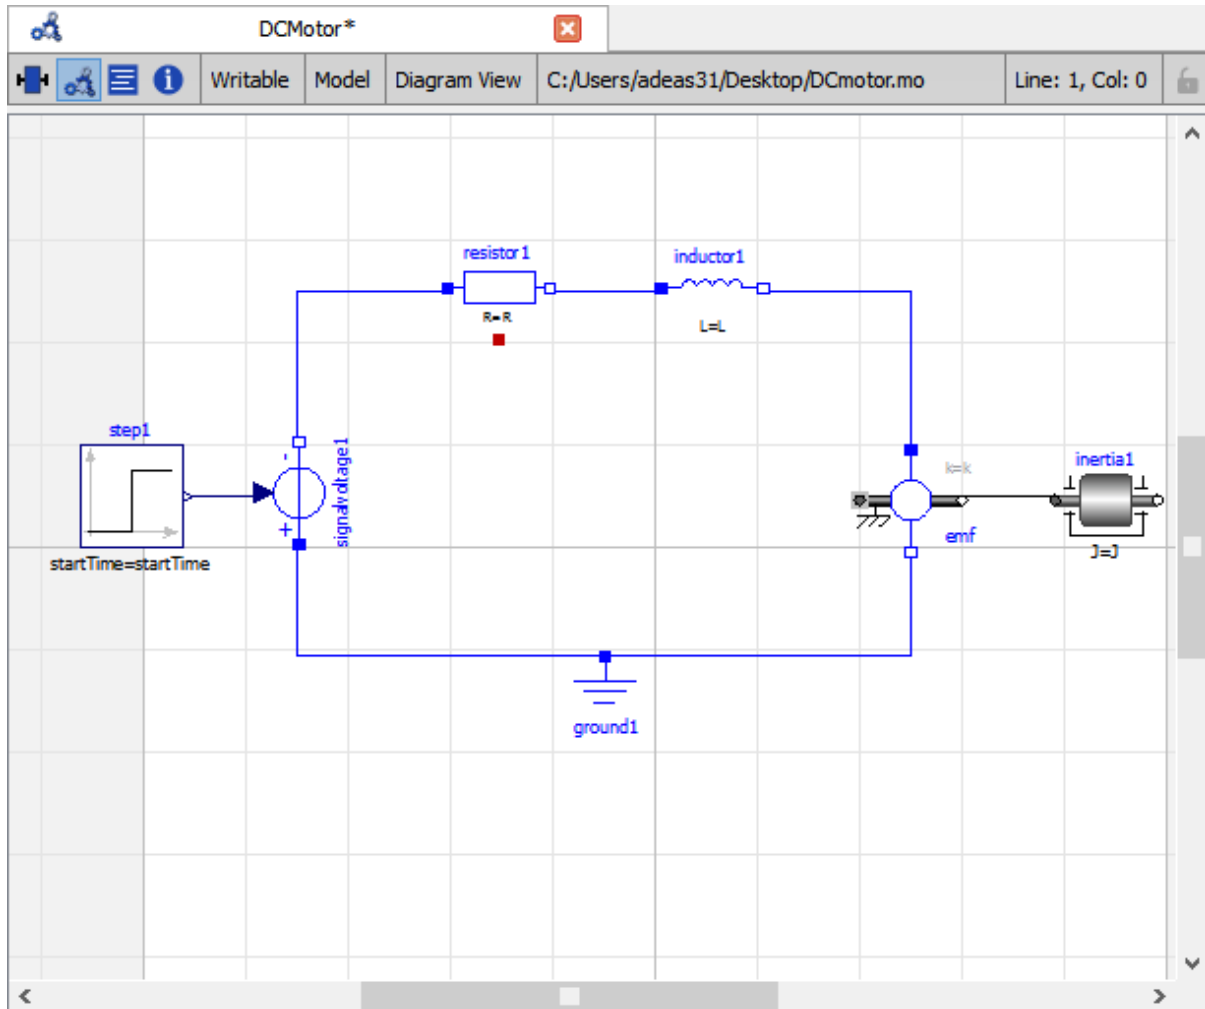 DCMotor*
Writable
Model
Diagram View
C:/Users/adeas31/Desktop/DCmotor.mo
Line: 1, Col: 0
resistor1
R=R
inductor1
L=L
step1
startTime=startTime
-
+
signalvoltage1
k=k
emf
inertia1
J=J
ground1